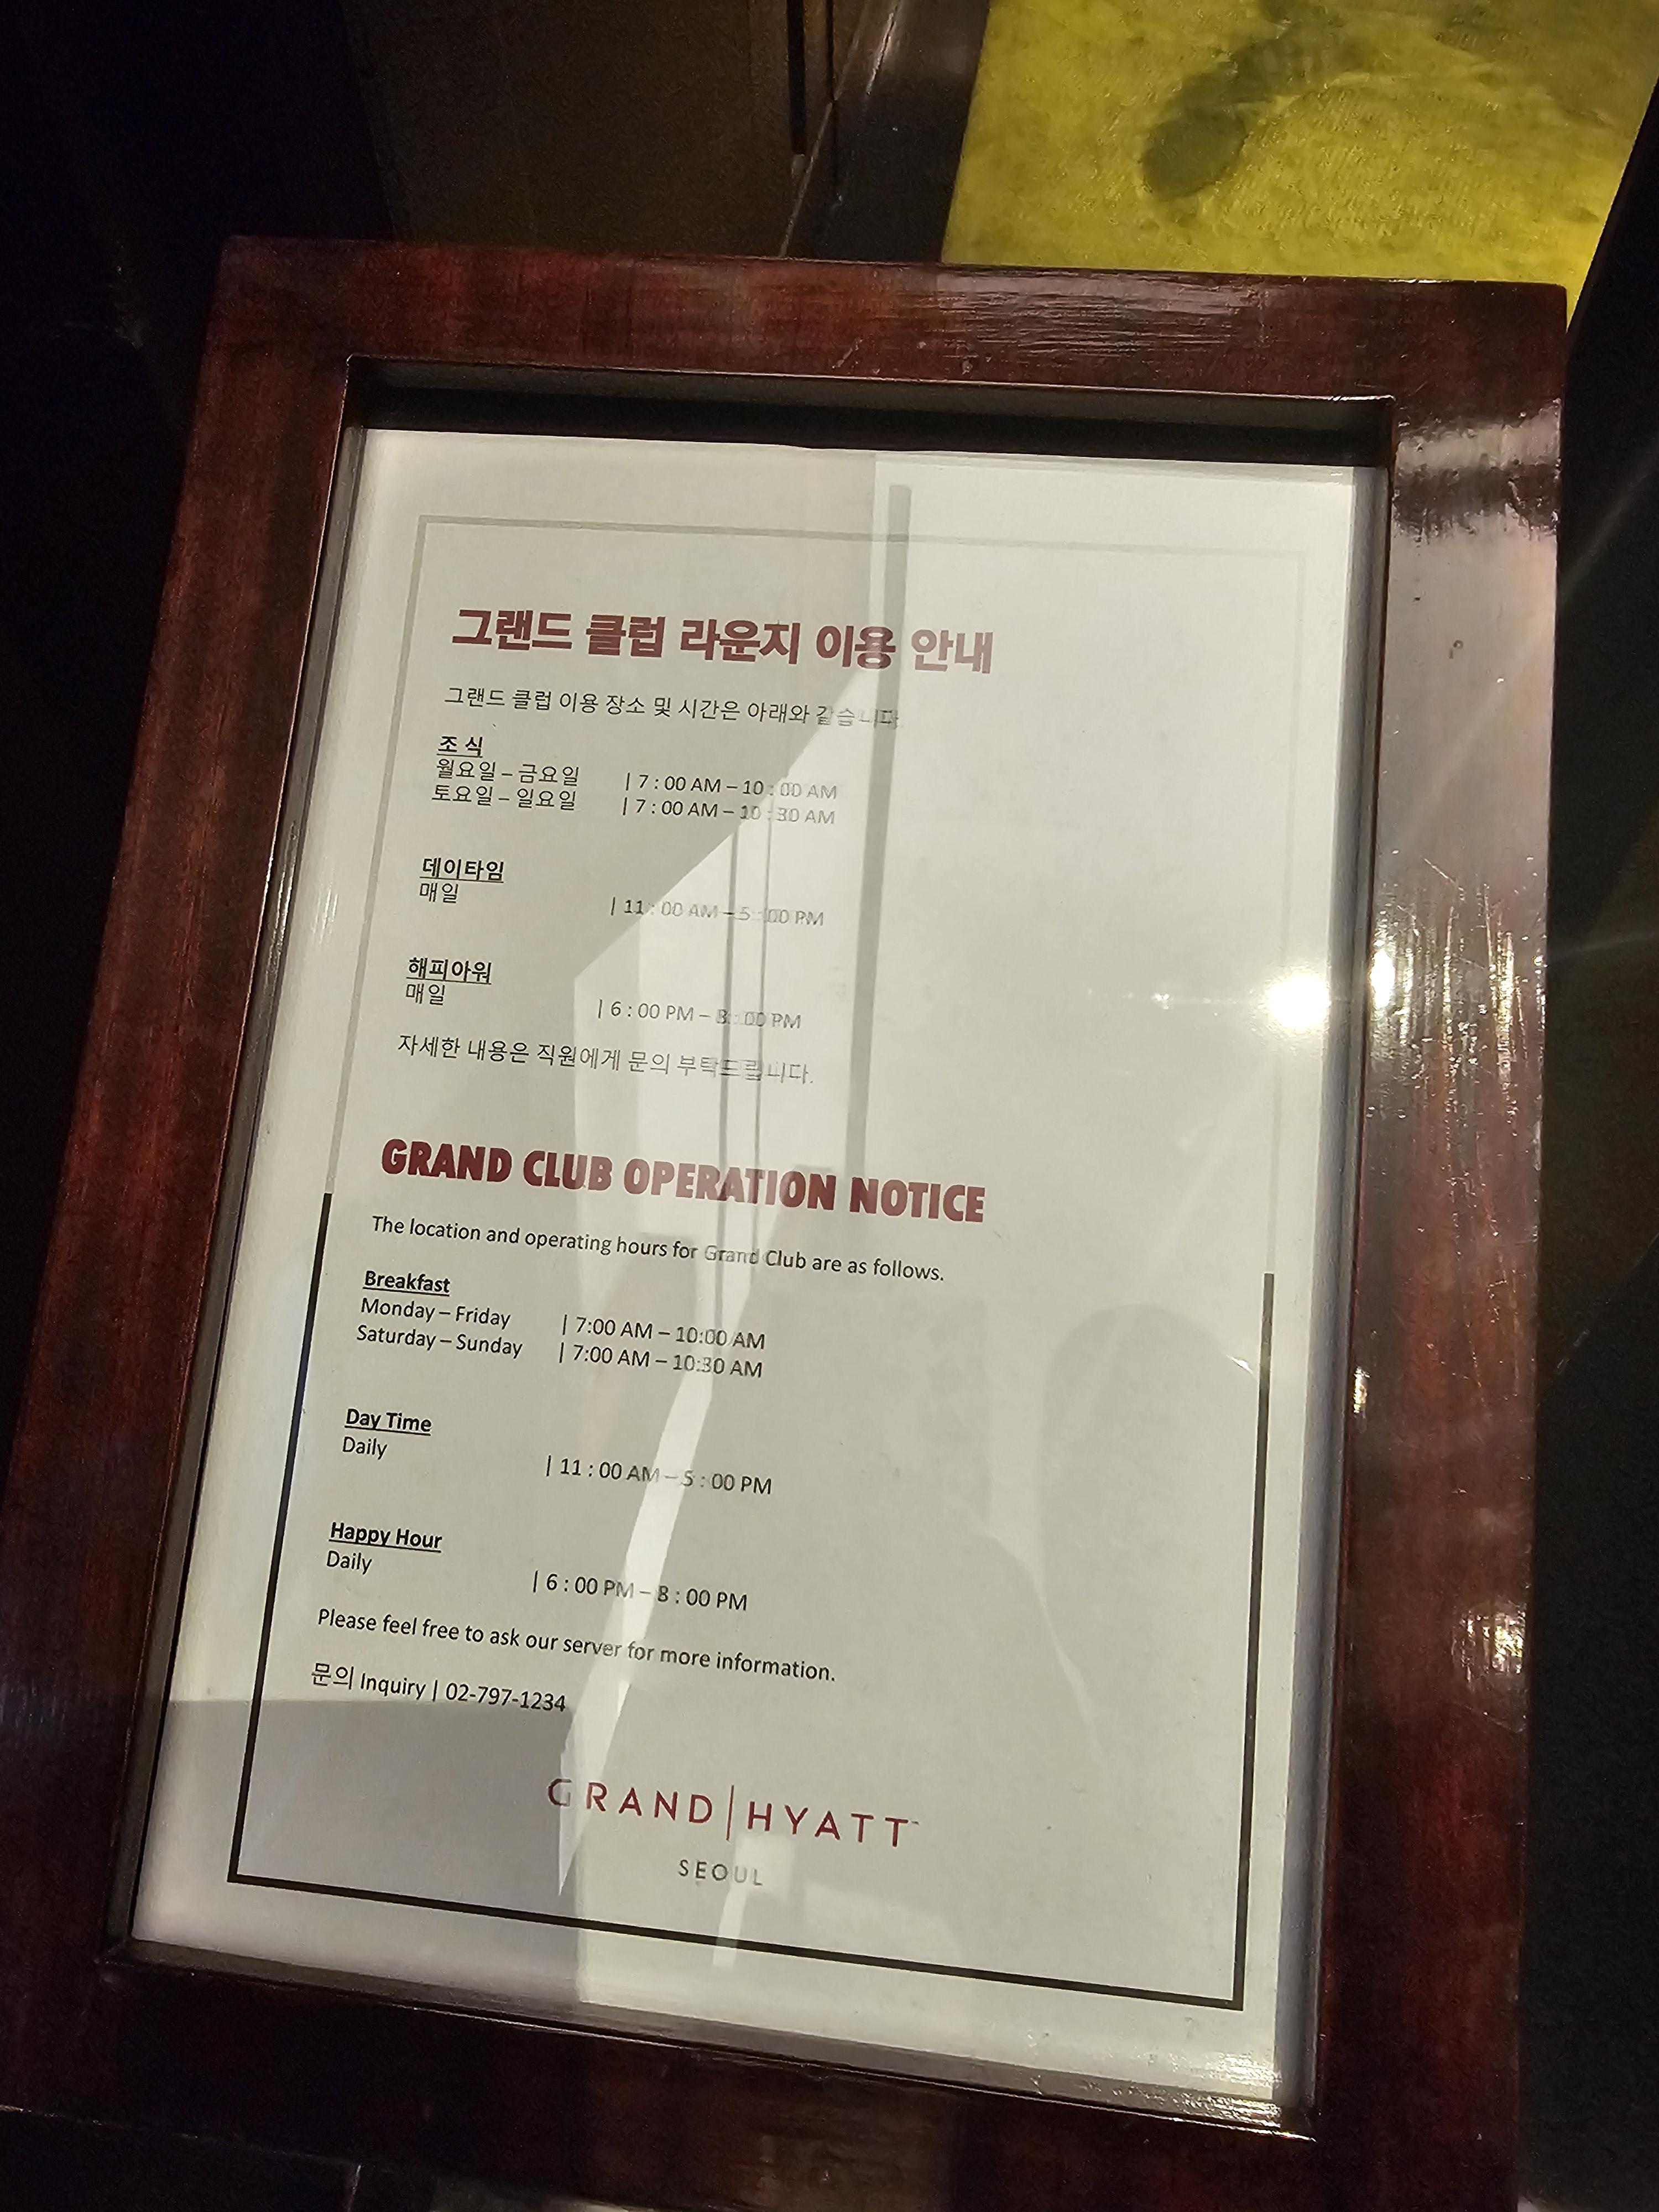 그랜드 클럽 라운지 이용 안내
그랜드 클럽 이용 장소 및 시간은 아래와 같습니다.
조 식
월요일 – 금요일 | 7 : 00 AM – 10 : 00 AM
토요일 – 일요일 | 7 : 00 AM – 10 : 30 AM
데이타임
매일
| 11 : 00 AM – 5 : 00 PM
해피아워
매일
| 6 : 00 PM – 8 : 00 PM
자세한 내용은 직원에게 문의 부탁드립니다.
GRAND CLUB OPERATION NOTICE
The location and operating hours for Grand Club are as follows.
Breakfast
Monday – Friday | 7:00 AM – 10:00 AM
Saturday – Sunday | 7:00 AM – 10:30 AM
Day Time
Daily
| 11 : 00 AM – 5 : 00 PM
Happy Hour
Daily
| 6 : 00 PM – 8 : 00 PM
Please feel free to ask our server for more information.
문의 Inquiry | 02-797-1234
GRAND | HYATT™
SEOUL